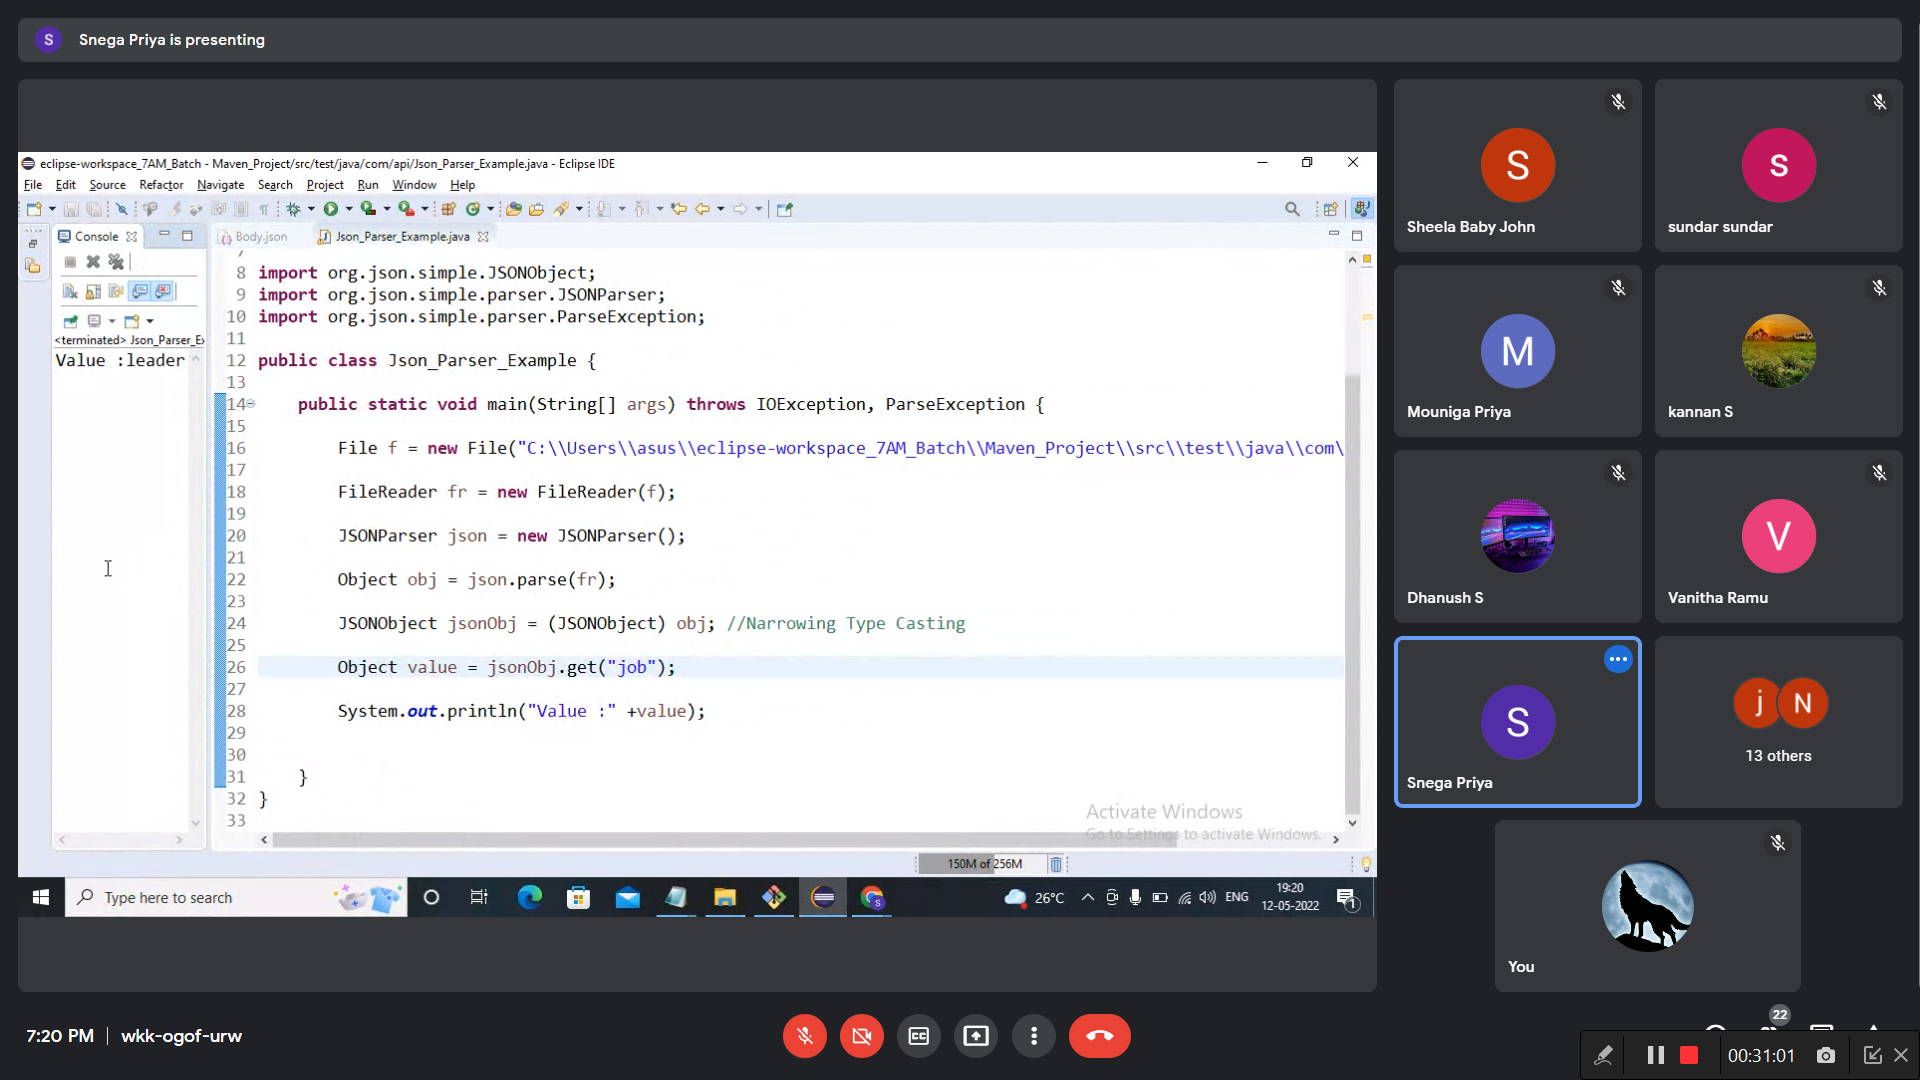 S Snega Priya is presenting
eclipse-workspace_7AM_Batch - Maven_Project/src/test/java/com/api/Json_Parser_Example.java - Eclipse IDE
File Edit Source Refactor Navigate Search Project Run Window Help
Console
Body.json
Json_Parser_Example.java
<terminated> Json_Parser_Ex
Value :leader
7
8 import org.json.simple.JSONObject;
9 import org.json.simple.parser.JSONParser;
10 import org.json.simple.parser.ParseException;
11
12 public class Json_Parser_Example {
13
14 public static void main(String[] args) throws IOException, ParseException {
15
16 File f = new File("C:\\Users\\asus\\eclipse-workspace_7AM_Batch\\Maven_Project\\src\\test\\java\\com\
17
18 FileReader fr = new FileReader(f);
19
20 JSONParser json = new JSONParser();
21
22 Object obj = json.parse(fr);
23
24 JSONObject jsonObj = (JSONObject) obj; //Narrowing Type Casting
25
26 Object value = jsonObj.get("job");
27
28 System.out.println("Value :" +value);
29
30
31 }
32 }
33
Activate Windows
Go to Settings to activate Windows.
150M of 256M
Type here to search
26°C
ENG
19:20
12-05-2022
1
S
Sheela Baby John
s
sundar sundar
M
Mouniga Priya
kannan S
Dhanush S
V
Vanitha Ramu
S
Snega Priya
j N
13 others
You
7:20 PM | wkk-ogof-urw
22
00:31:01